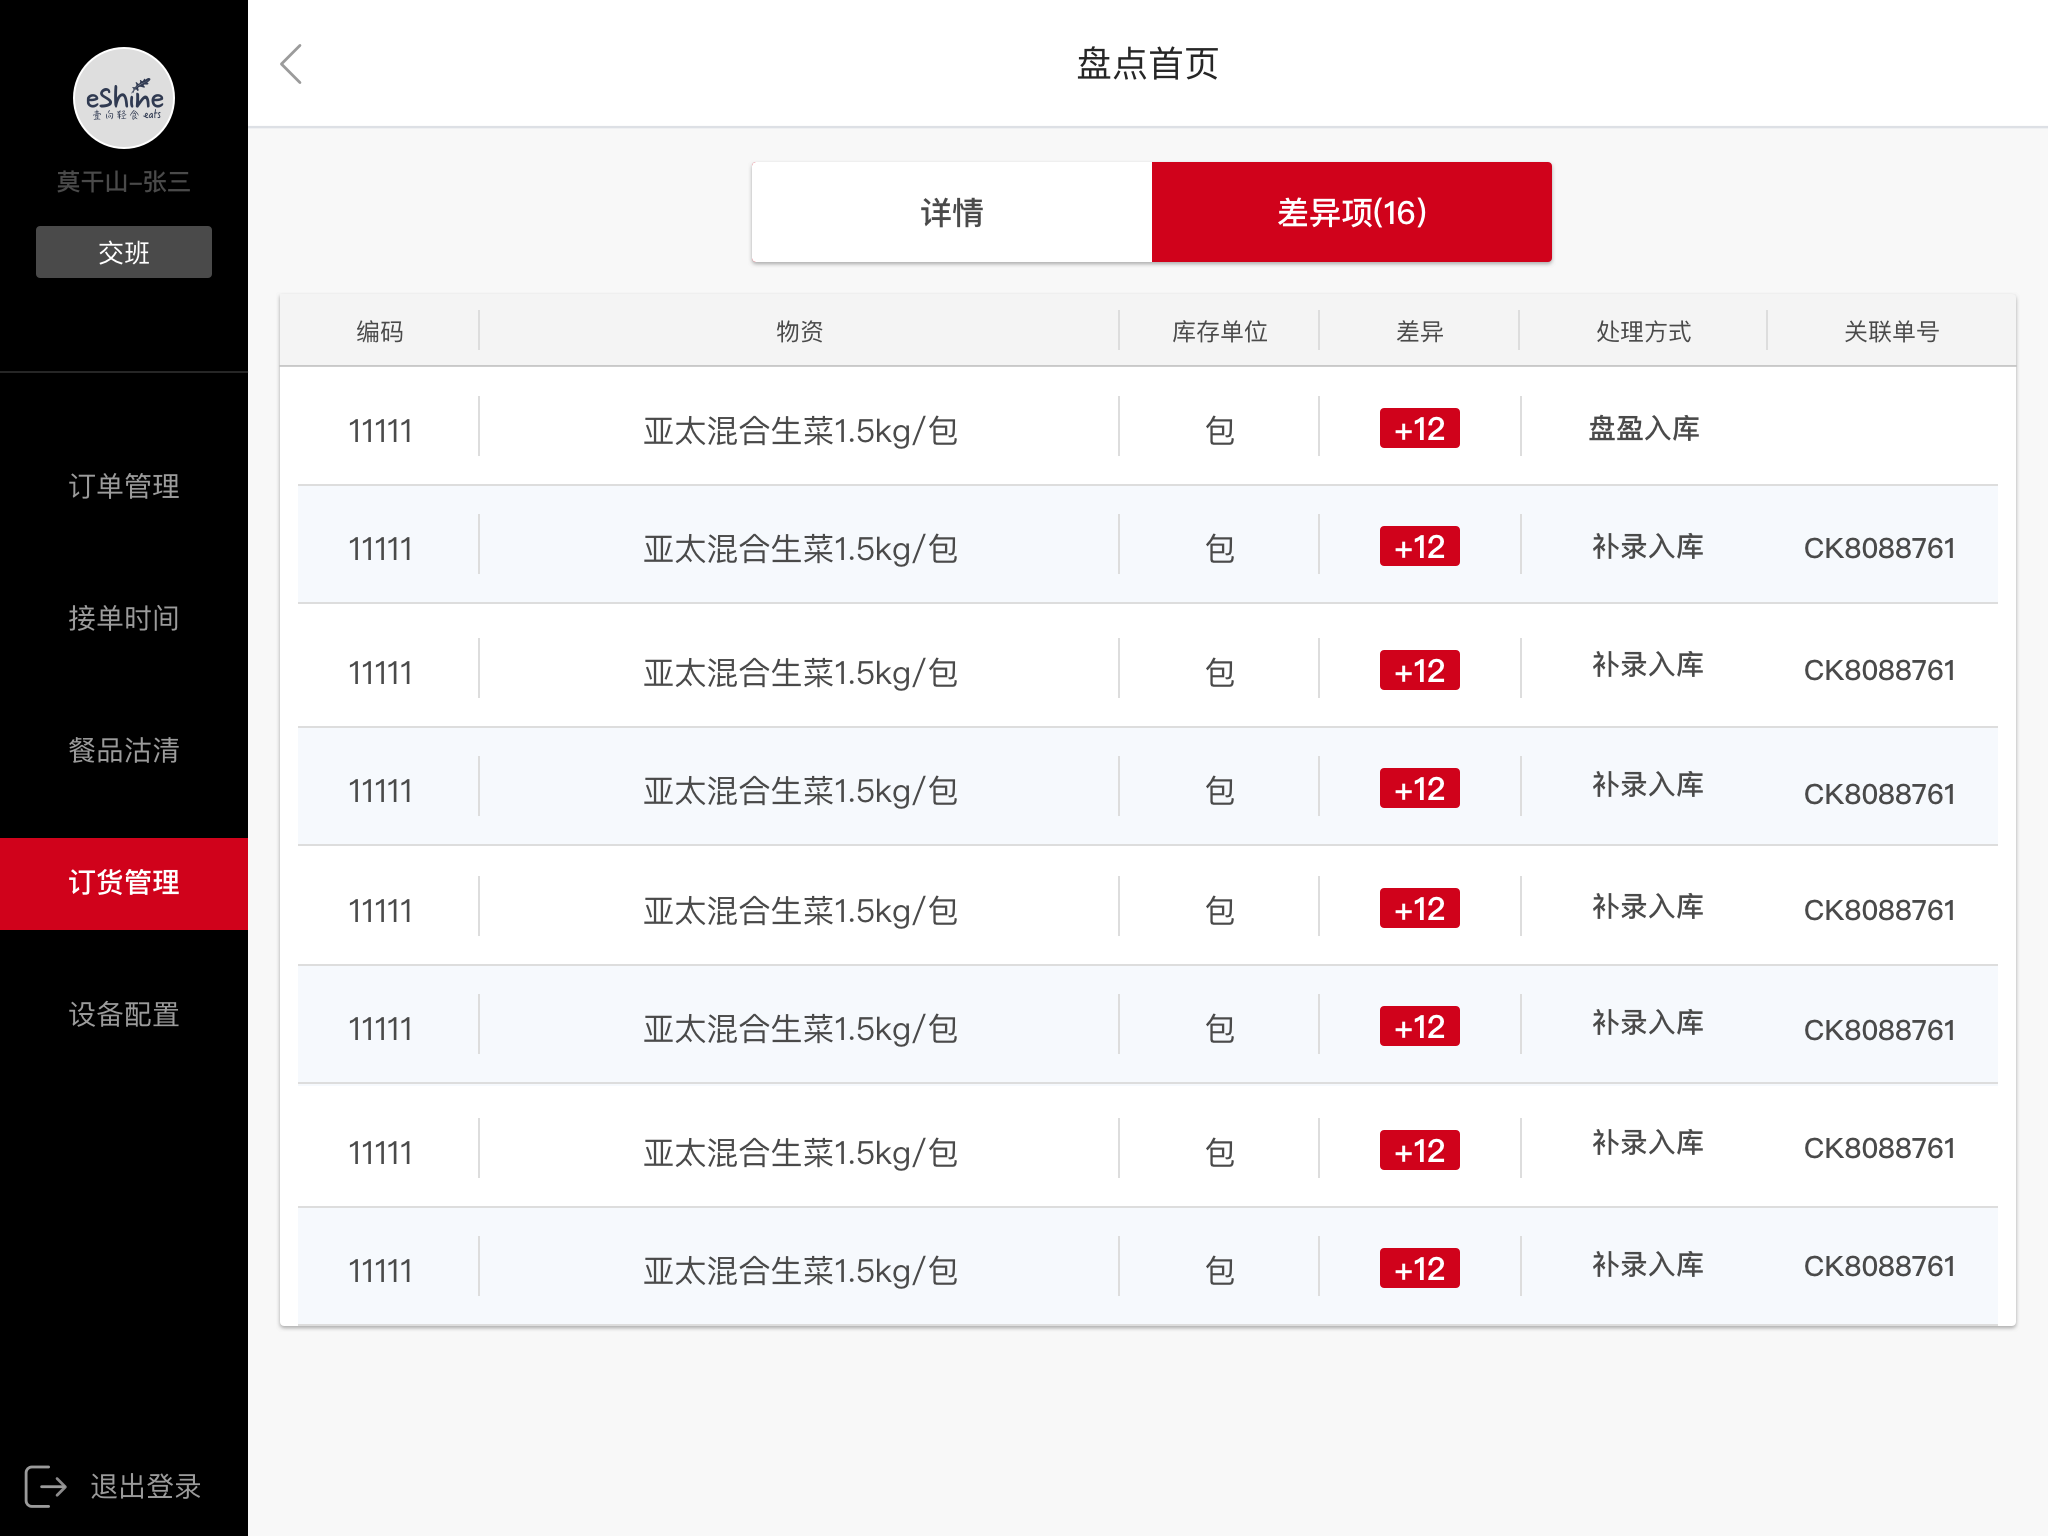 eShine
壹向轻食 eats
莫干山-张三
交班
订单管理
接单时间
餐品沽清
订货管理
设备配置
退出登录
盘点首页
详情 差异项(16)
编码 物资 库存单位 差异 处理方式 关联单号
11111 亚太混合生菜1.5kg/包 包 +12 盘盈入库
11111 亚太混合生菜1.5kg/包 包 +12 补录入库 CK8088761
11111 亚太混合生菜1.5kg/包 包 +12 补录入库 CK8088761
11111 亚太混合生菜1.5kg/包 包 +12 补录入库 CK8088761
11111 亚太混合生菜1.5kg/包 包 +12 补录入库 CK8088761
11111 亚太混合生菜1.5kg/包 包 +12 补录入库 CK8088761
11111 亚太混合生菜1.5kg/包 包 +12 补录入库 CK8088761
11111 亚太混合生菜1.5kg/包 包 +12 补录入库 CK8088761